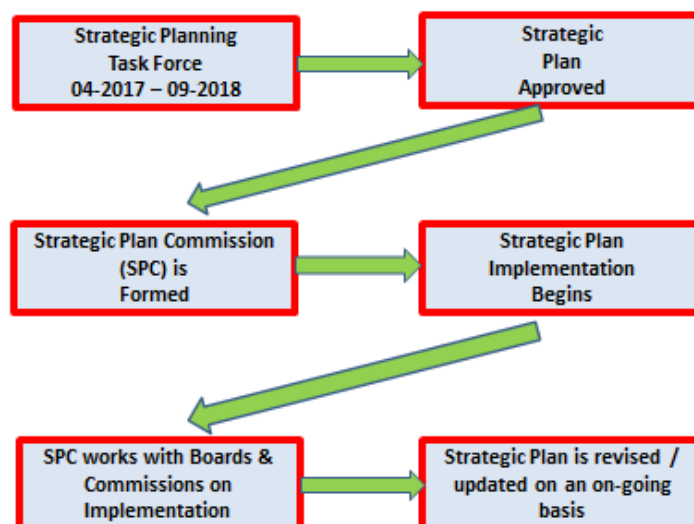 Strategic Planning
Task Force
04-2017 – 09-2018
Strategic
Plan
Approved
Strategic Plan Commission
(SPC) is
Formed
Strategic Plan
Implementation
Begins
SPC works with Boards &
Commissions on
Implementation
Strategic Plan is revised /
updated on an on-going
basis